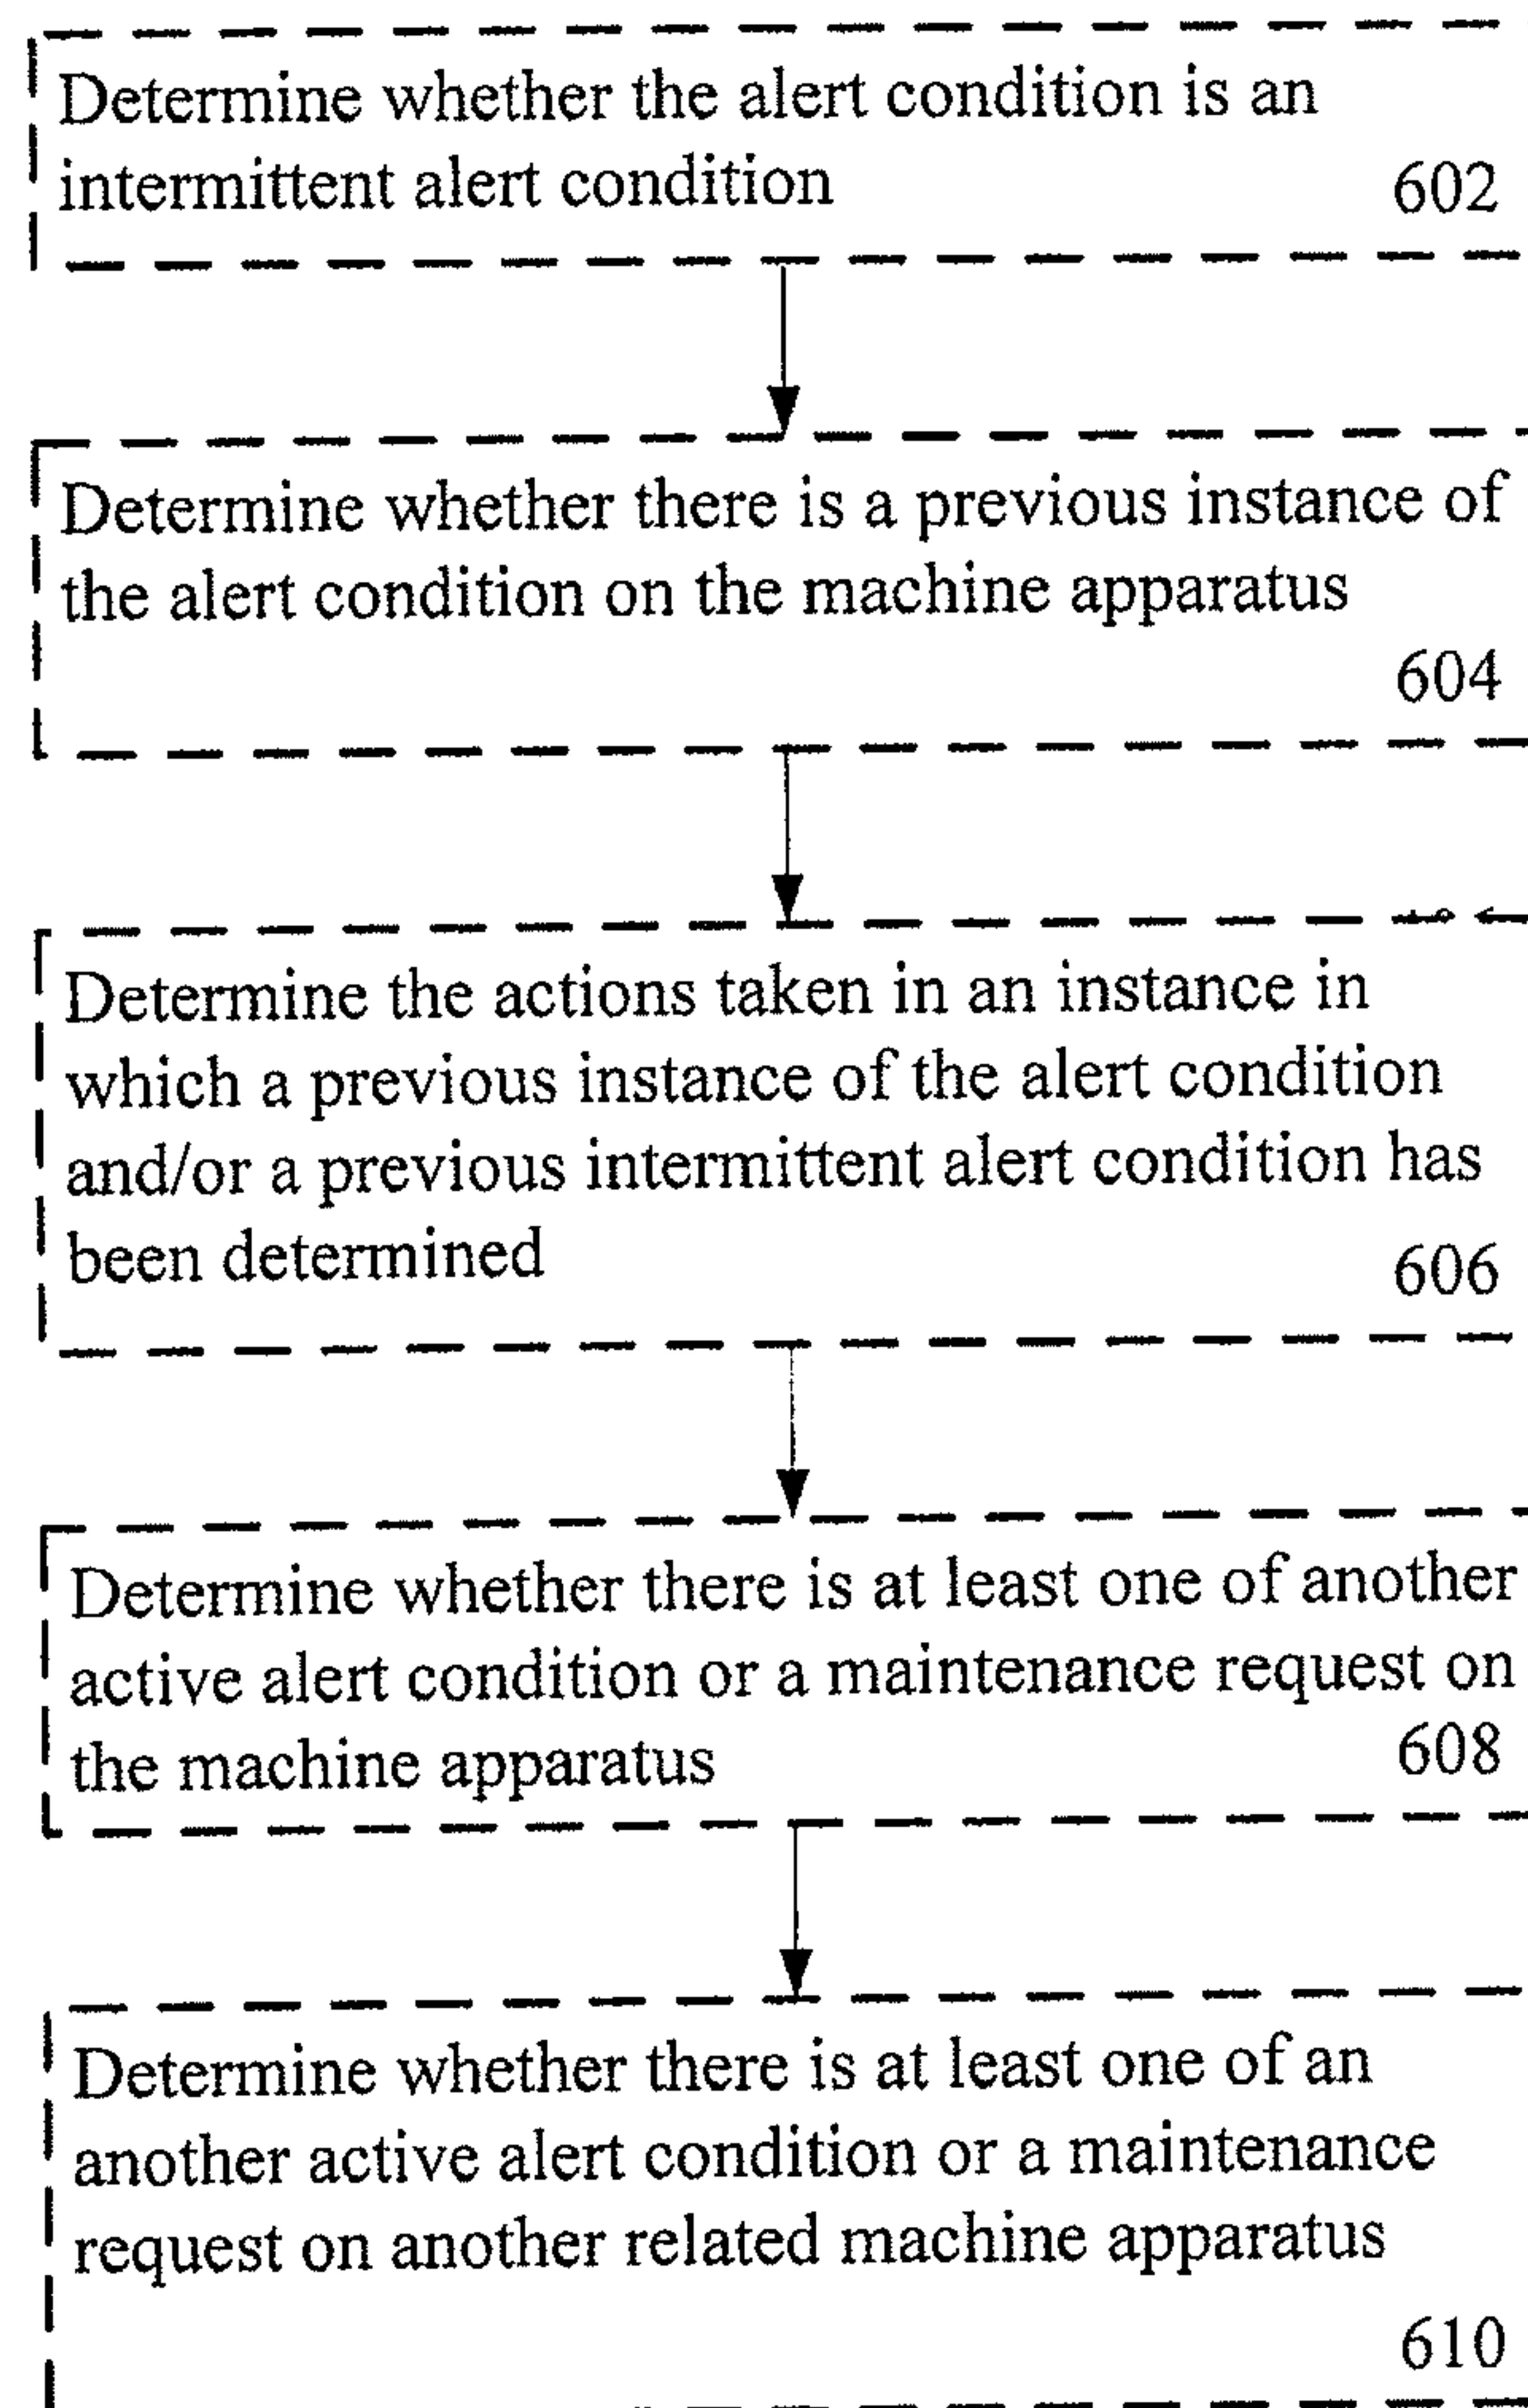 Determine whether the alert condition is an
intermittent alert condition 602
Determine whether there is a previous instance of
the alert condition on the machine apparatus
604
Determine the actions taken in an instance in
which a previous instance of the alert condition
and/or a previous intermittent alert condition has
been determined 606
Determine whether there is at least one of another
active alert condition or a maintenance request on
the machine apparatus 608
Determine whether there is at least one of an
another active alert condition or a maintenance
request on another related machine apparatus
610